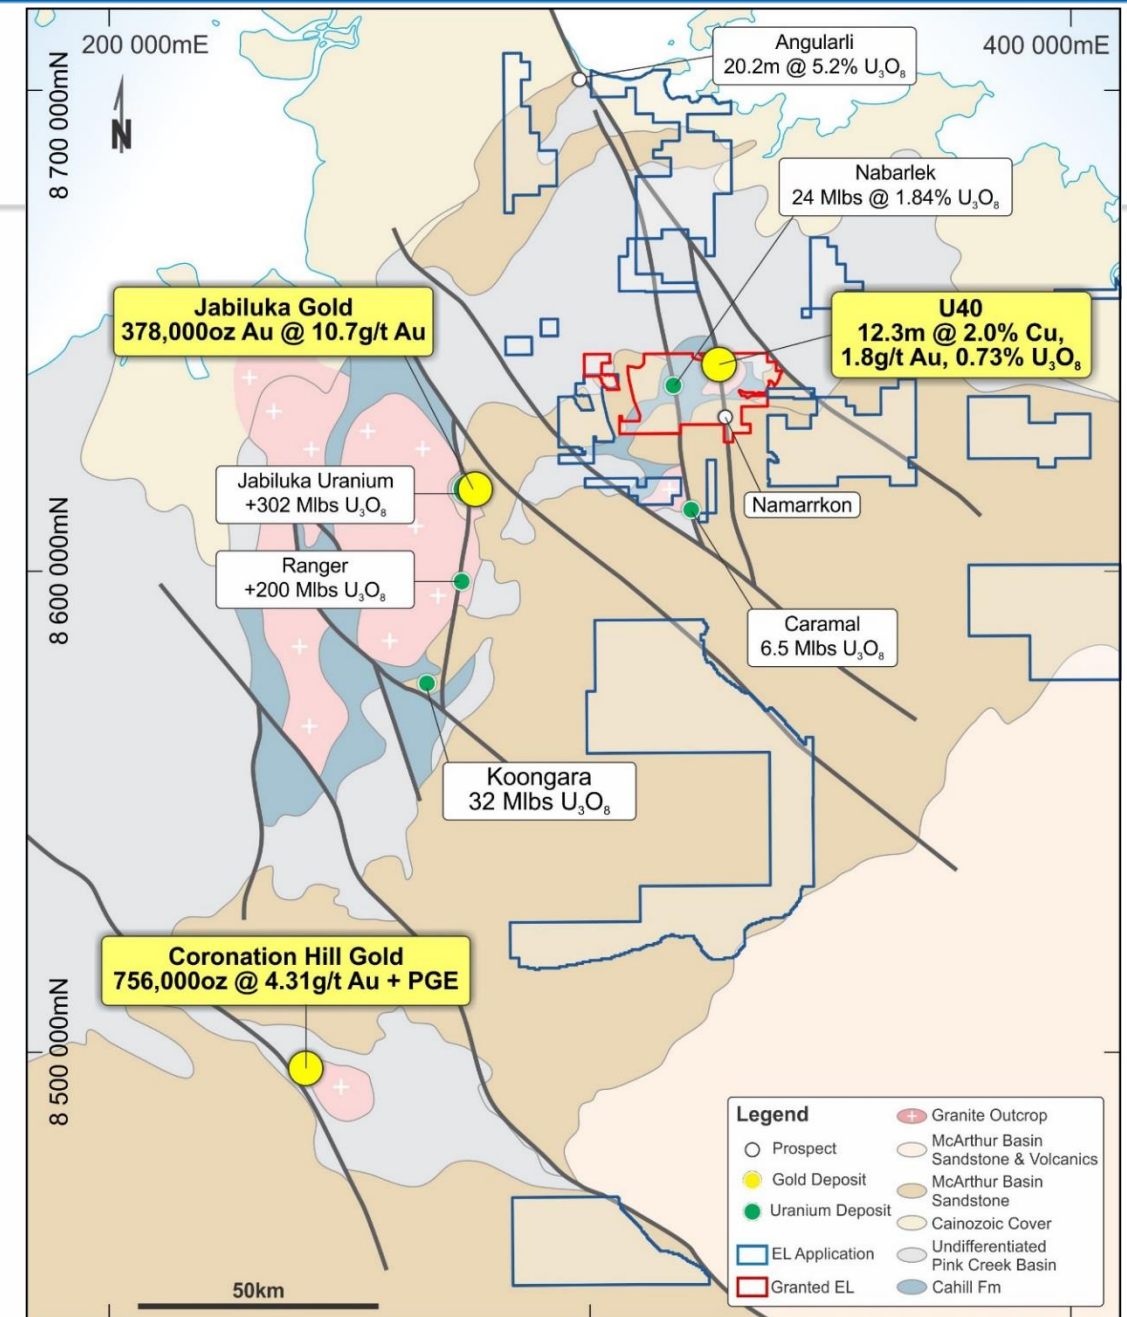 200 000mE
400 000mE
8 700 000mN
N
Angularli
20.2m @ 5.2% U₃O₈
Nabarlek
24 Mlbs @ 1.84% U₃O₈
Jabiluka Gold
378,000oz Au @ 10.7g/t Au
U40
12.3m @ 2.0% Cu,
1.8g/t Au, 0.73% U₃O₈
Jabiluka Uranium
+302 Mlbs U₃O₈
Namarrkon
Ranger
+200 Mlbs U₃O₈
8 600 000mN
Caramal
6.5 Mlbs U₃O₈
Koongara
32 Mlbs U₃O₈
Coronation Hill Gold
756,000oz @ 4.31g/t Au + PGE
8 500 000mN
50km
Legend
Prospect
Gold Deposit
Uranium Deposit
EL Application
Granted EL
Granite Outcrop
McArthur Basin
Sandstone & Volcanics
McArthur Basin
Sandstone
Cainozoic Cover
Undifferentiated
Pink Creek Basin
Cahill Fm